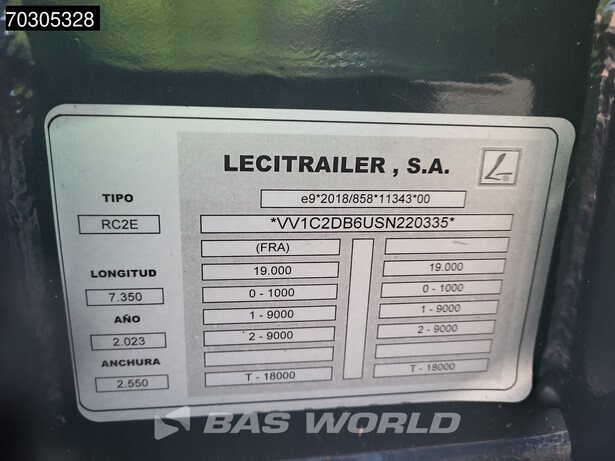 70305328
LECITRAILER , S.A.
L
TIPO
RC2E
e9*2018/858*11343*00
*VV1C2DB6USN220335*
(FRA)
LONGITUD
7.350
19.000 19.000
0 - 1000 0 - 1000
AÑO
2.023
1 - 9000 1 - 9000
2 - 9000 2 - 9000
ANCHURA
2.550
T - 18000 T - 18000
BAS WORLD